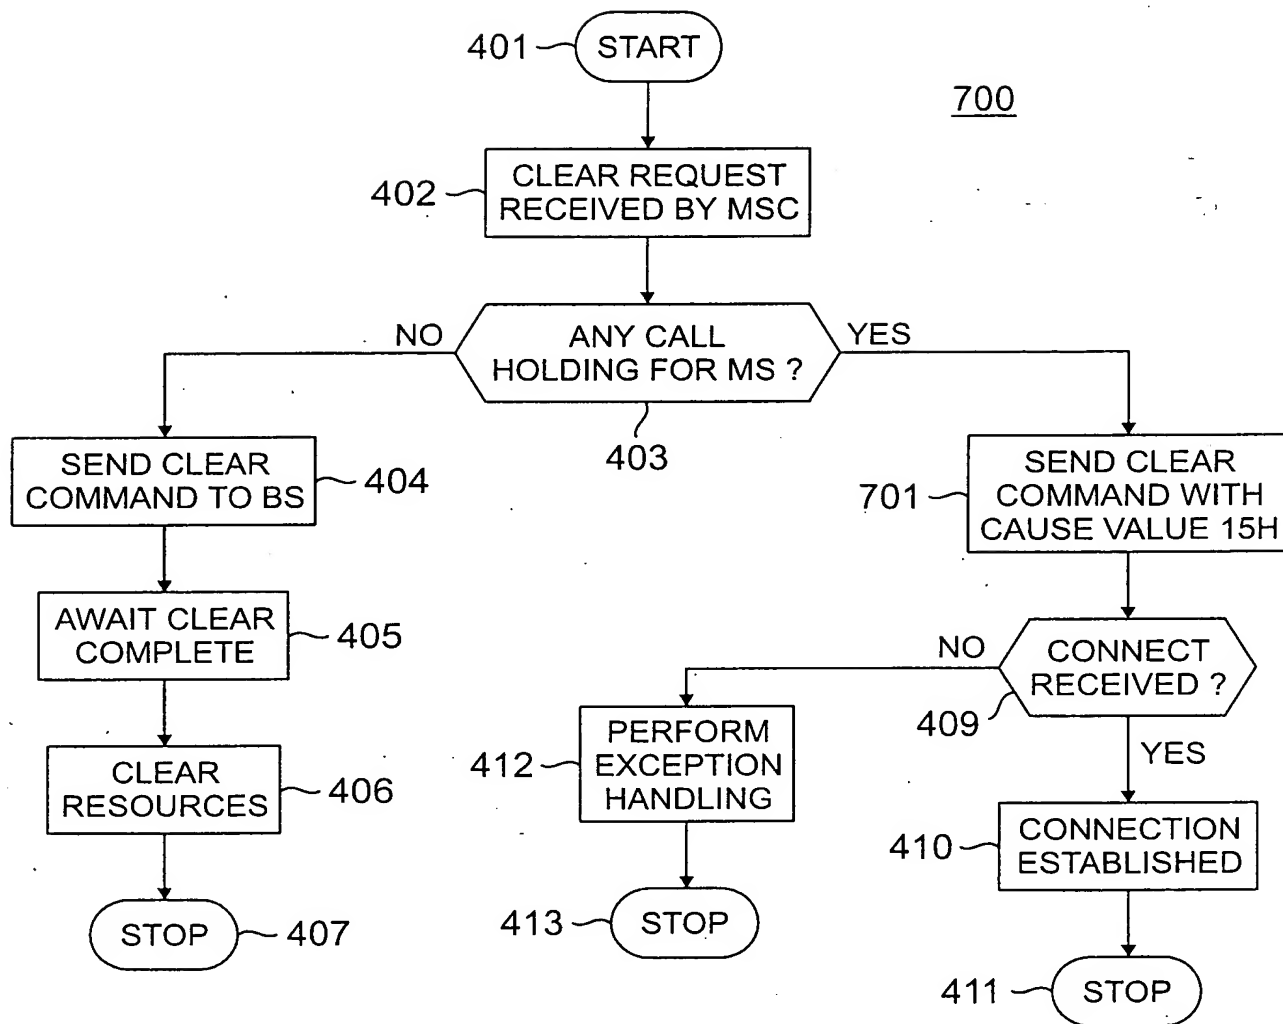 401
START
700
402
CLEAR REQUEST
RECEIVED BY MSC
NO
ANY CALL
HOLDING FOR MS ?
YES
403
SEND CLEAR
COMMAND TO BS
404
701
SEND CLEAR
COMMAND WITH
CAUSE VALUE 15H
AWAIT CLEAR
COMPLETE
405
NO
CONNECT
RECEIVED ?
409
412
PERFORM
EXCEPTION
HANDLING
YES
CLEAR
RESOURCES
406
410
CONNECTION
ESTABLISHED
STOP
407
413
STOP
411
STOP